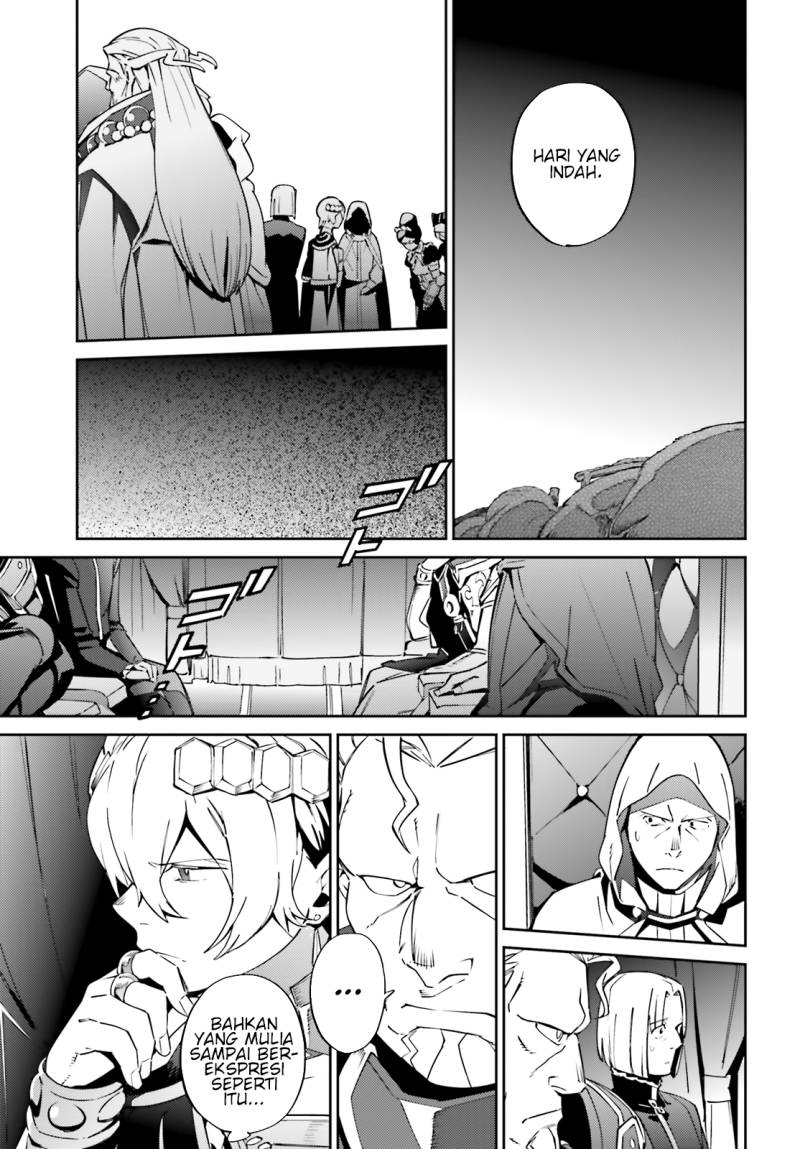 HARI YANG
INDAH.
ゴト
ゴト
...
BAHKAN
YANG MULIA
SAMPAI BER-
EKSPRESI
SEPERTI
ITU...